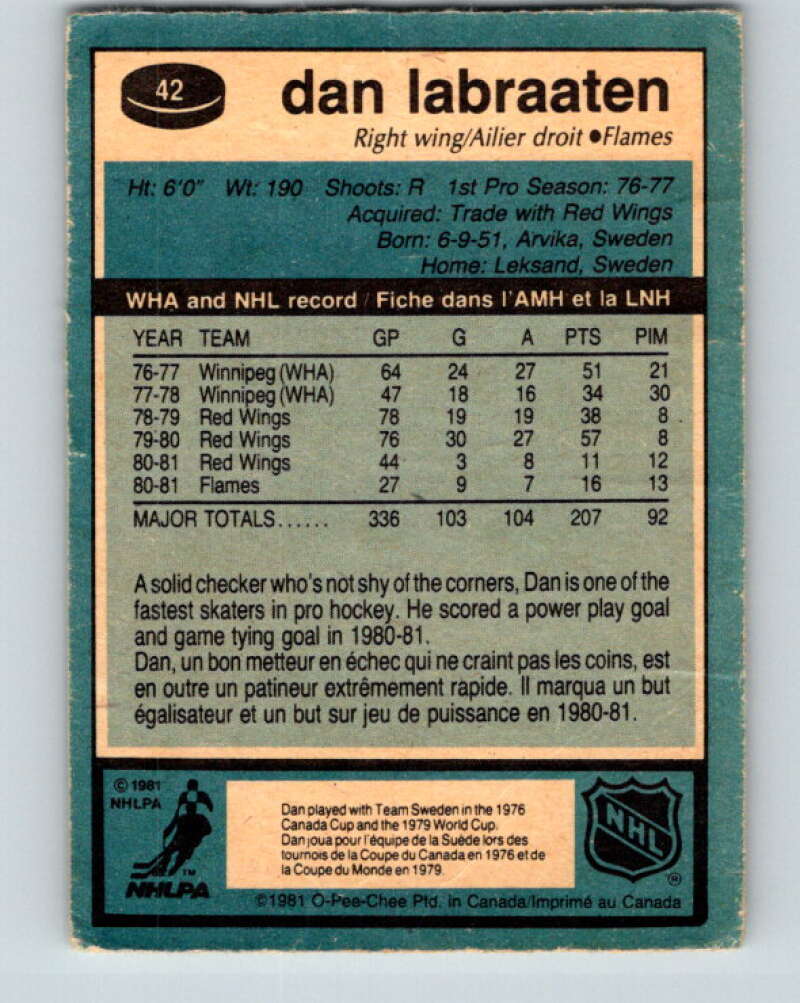 42
dan labraaten
Right wing/Ailier droit ●Flames
Ht: 6'0" Wt: 190 Shoots: R 1st Pro Season: 76-77
Acquired: Trade with Red Wings
Born: 6-9-51, Arvika, Sweden
Home: Leksand, Sweden
WHA and NHL record / Fiche dans l'AMH et la LNH
YEAR TEAM GP G A PTS PIM
76-77 Winnipeg (WHA) 64 24 27 51 21
77-78 Winnipeg (WHA) 47 18 16 34 30
78-79 Red Wings 78 19 19 38 8
79-80 Red Wings 76 30 27 57 8
80-81 Red Wings 44 3 8 11 12
80-81 Flames 27 9 7 16 13
MAJOR TOTALS...... 336 103 104 207 92
A solid checker who's not shy of the corners, Dan is one of the
fastest skaters in pro hockey. He scored a power play goal
and game tying goal in 1980-81.
Dan, un bon metteur en échec qui ne craint pas les coins, est
en outre un patineur extrêmement rapide. Il marqua un but
égalisateur et un but sur jeu de puissance en 1980-81.
© 1981
NHLPA
TM
NHLPA
Dan played with Team Sweden in the 1976
Canada Cup and the 1979 World Cup.
Dan joua pour l'équipe de la Suède lors des
tournois de la Coupe du Canada en 1976 et de
la Coupe du Monde en 1979.
NHL
®
©1981 O-Pee-Chee Ptd. in Canada/Imprimé au Canada